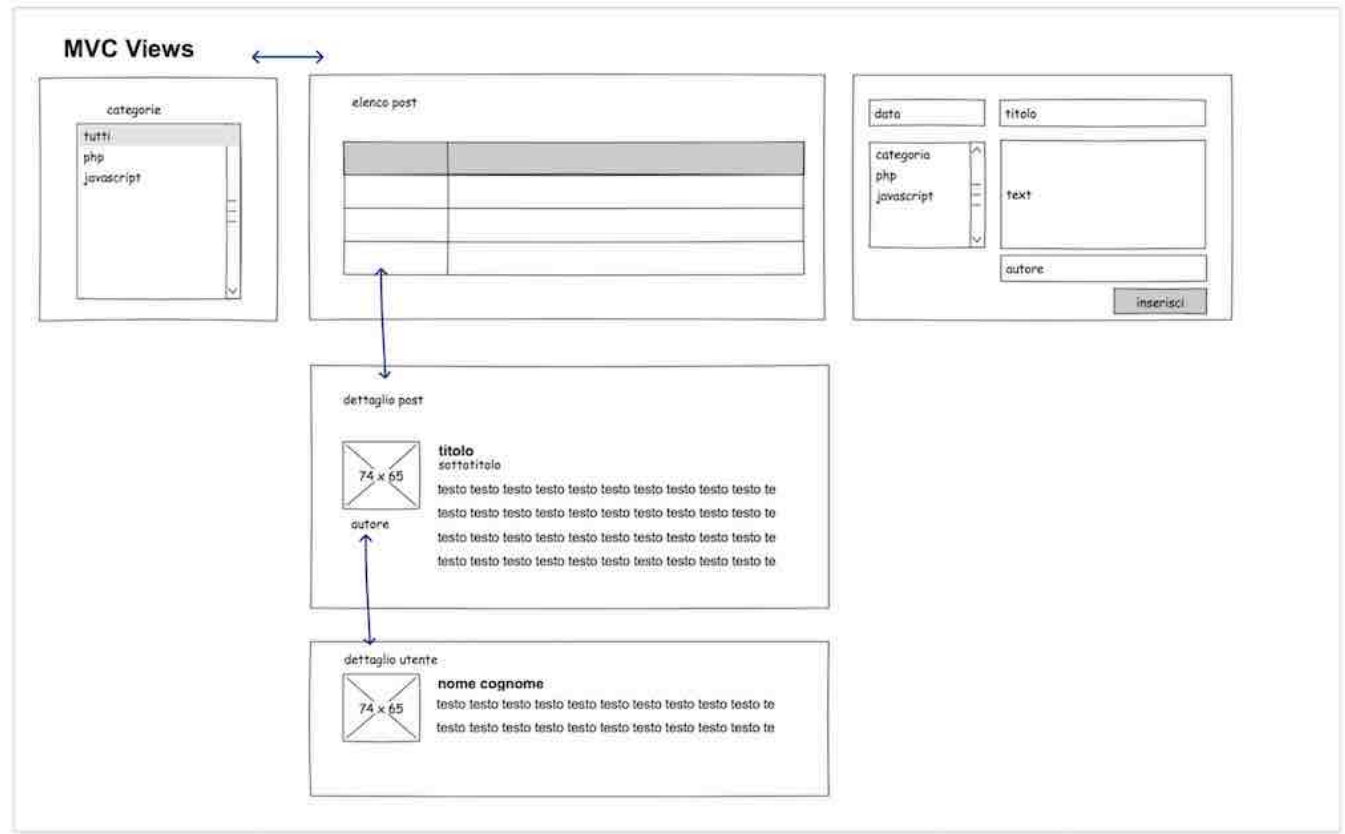 MVC Views
categorie
tutti
php
javascript
elenco post
data
titolo
categoria
php
javascript
text
autore
inserisci
dettaglio post
74 x 65
autore
titolo
sottotitolo
testo testo testo testo testo testo testo testo testo testo te
testo testo testo testo testo testo testo testo testo testo te
testo testo testo testo testo testo testo testo testo testo te
testo testo testo testo testo testo testo testo testo testo te
dettaglio utente
74 x 65
nome cognome
testo testo testo testo testo testo testo testo testo testo te
testo testo testo testo testo testo testo testo testo testo te